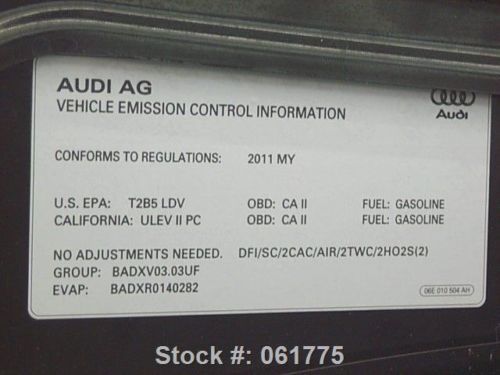 AUDI AG
VEHICLE EMISSION CONTROL INFORMATION
Audi
CONFORMS TO REGULATIONS: 2011 MY
U.S. EPA: T2B5 LDV OBD: CA II FUEL: GASOLINE
CALIFORNIA: ULEV II PC OBD: CA II FUEL: GASOLINE
NO ADJUSTMENTS NEEDED. DFI/SC/2CAC/AIR/2TWC/2HO2S(2)
GROUP: BADXV03.03UF
EVAP: BADXR0140282
06E 010 504 AH
Stock #: 061775